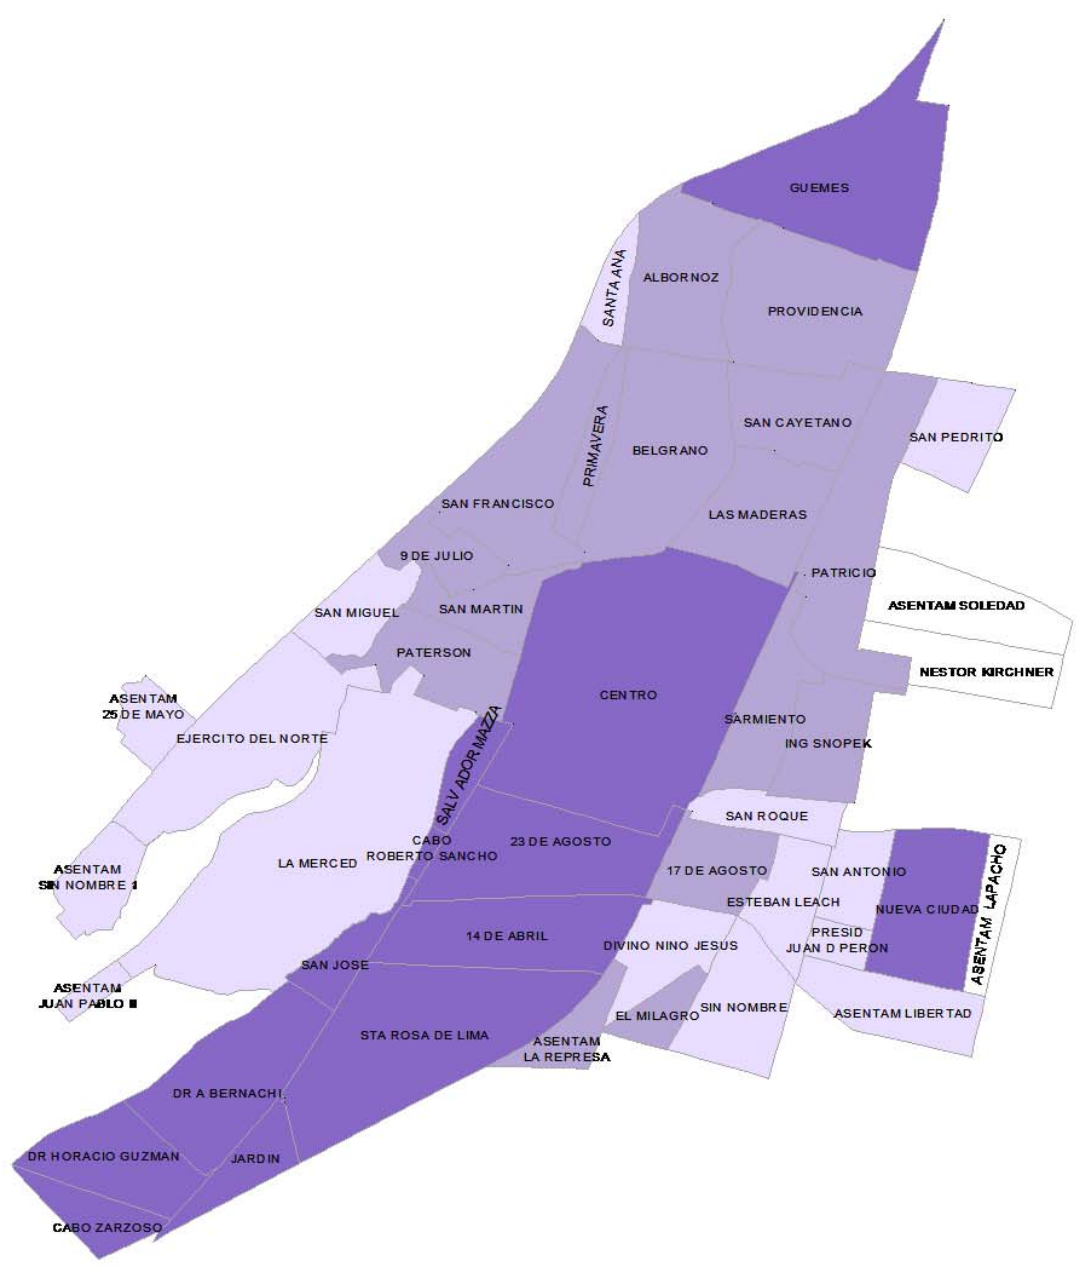 GUEMES
SANTA ANA
ALBORNOZ
PROVIDENCIA
PRIMAVERA
BELGRANO
SAN CAYETANO
SAN PEDRITO
SAN FRANCISCO
LAS MADERAS
9 DE JULIO
PATRICIO
SAN MIGUEL
SAN MARTIN
ASENTAM SOLEDAD
PATERSON
NESTOR KIRCHNER
CENTRO
ASENTAM
25 DE MAYO
EJERCITO DEL NORTE
SALVADOR MAZZA
SARMIENTO
ING SNOPEK
SAN ROQUE
CABO
ROBERTO SANCHO
23 DE AGOSTO
LA MERCED
ASENTAM
SIN NOMBRE 1
17 DE AGOSTO
SAN ANTONIO
ESTEBAN LEACH
NUEVA CIUDAD
ASENTAM LAPACHO
14 DE ABRIL
DIVINO NINO JESUS
PRESID
JUAN D PERON
SAN JOSE
ASENTAM
JUAN PABLO II
EL MILAGRO
SIN NOMBRE
ASENTAM LIBERTAD
STA ROSA DE LIMA
ASENTAM
LA REPRESA
DR A BERNACHI
DR HORACIO GUZMAN
JARDIN
CABO ZARZOSO